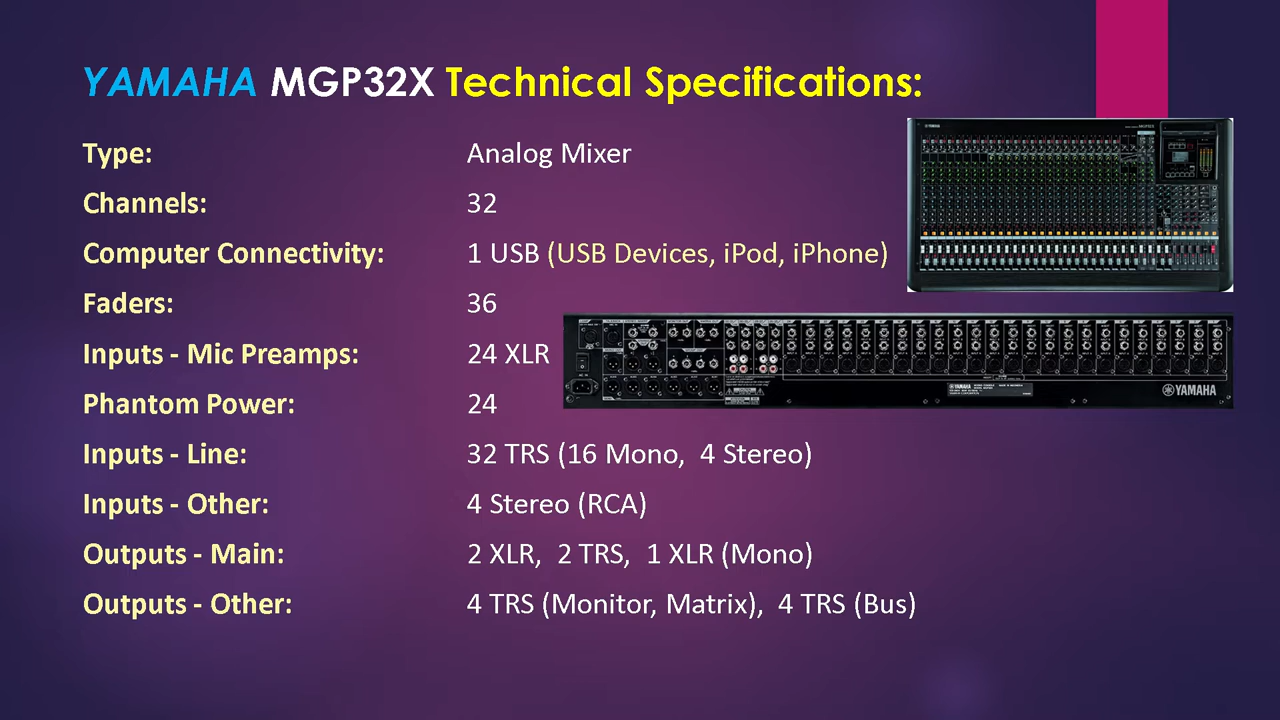 YAMAHA MGP32X Technical Specifications:
Type: Analog Mixer
Channels: 32
Computer Connectivity: 1 USB (USB Devices, iPod, iPhone)
Faders: 36
Inputs - Mic Preamps: 24 XLR
Phantom Power: 24
Inputs - Line: 32 TRS (16 Mono, 4 Stereo)
Inputs - Other: 4 Stereo (RCA)
Outputs - Main: 2 XLR, 2 TRS, 1 XLR (Mono)
Outputs - Other: 4 TRS (Monitor, Matrix), 4 TRS (Bus)
YAMAHA
MGP32X
YAMAHA
YAMAHA